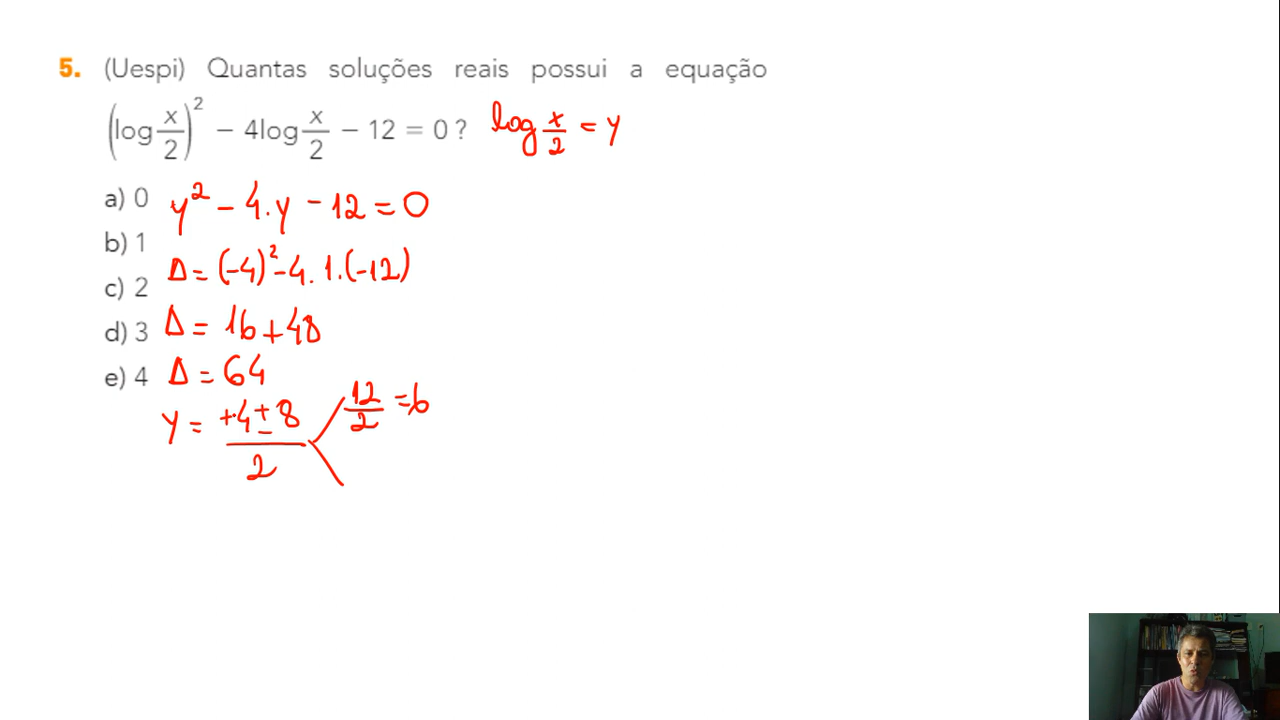 5. (Uespi) Quantas soluções reais possui a equação
(log x/2)² − 4log x/2 − 12 = 0 ? log x/2 = y
a) 0 y² − 4.y − 12 = 0
b) 1
Δ = (−4)² − 4. 1.(−12)
c) 2
d) 3 Δ = 16 + 48
e) 4 Δ = 64
y = +4 ± 8 / 2 12/2 = 6